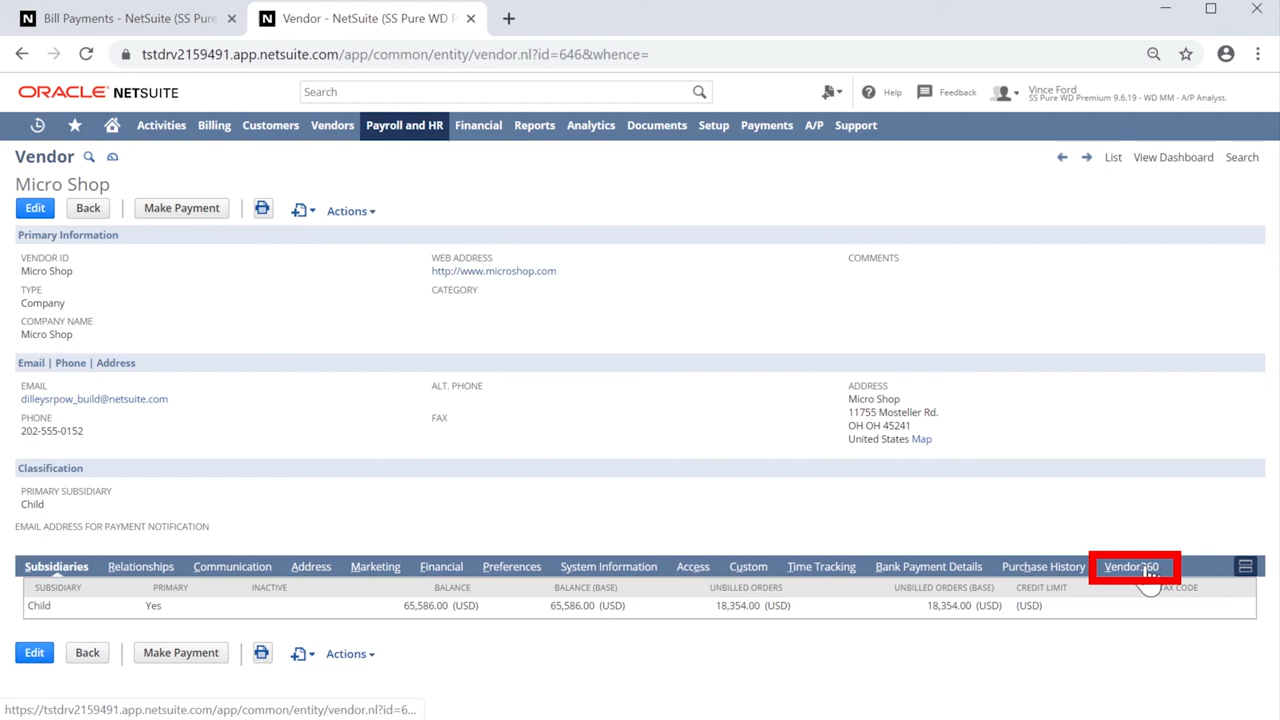 Bill Payments - NetSuite (SS Pure
Vendor - NetSuite (SS Pure WD P
tstdrv2159491.app.netsuite.com/app/common/entity/vendor.nl?id=646&whence=
ORACLE NETSUITE
Search
Help
Feedback
Vince Ford
SS Pure WD Premium 9.6.19 - WD MM - A/P Analyst.
Activities Billing Customers Vendors Payroll and HR Financial Reports Analytics Documents Setup Payments A/P Support
Vendor
List View Dashboard Search
Micro Shop
Edit Back Make Payment Actions
Primary Information
VENDOR ID
Micro Shop
TYPE
Company
COMPANY NAME
Micro Shop
WEB ADDRESS
http://www.microshop.com
CATEGORY
COMMENTS
Email | Phone | Address
EMAIL
dilleysrpow_build@netsuite.com
PHONE
202-555-0152
ALT. PHONE
FAX
ADDRESS
Micro Shop
11755 Mosteller Rd.
OH OH 45241
United States Map
Classification
PRIMARY SUBSIDIARY
Child
EMAIL ADDRESS FOR PAYMENT NOTIFICATION
Subsidiaries Relationships Communication Address Marketing Financial Preferences System Information Access Custom Time Tracking Bank Payment Details Purchase History Vendor360
SUBSIDIARY PRIMARY INACTIVE BALANCE BALANCE (BASE) UNBILLED ORDERS UNBILLED ORDERS (BASE) CREDIT LIMIT TAX CODE
Child Yes 65,586.00 (USD) 65,586.00 (USD) 18,354.00 (USD) 18,354.00 (USD) (USD)
Edit Back Make Payment Actions
https://tstdrv2159491.app.netsuite.com/app/common/entity/vendor.nl?id=6...